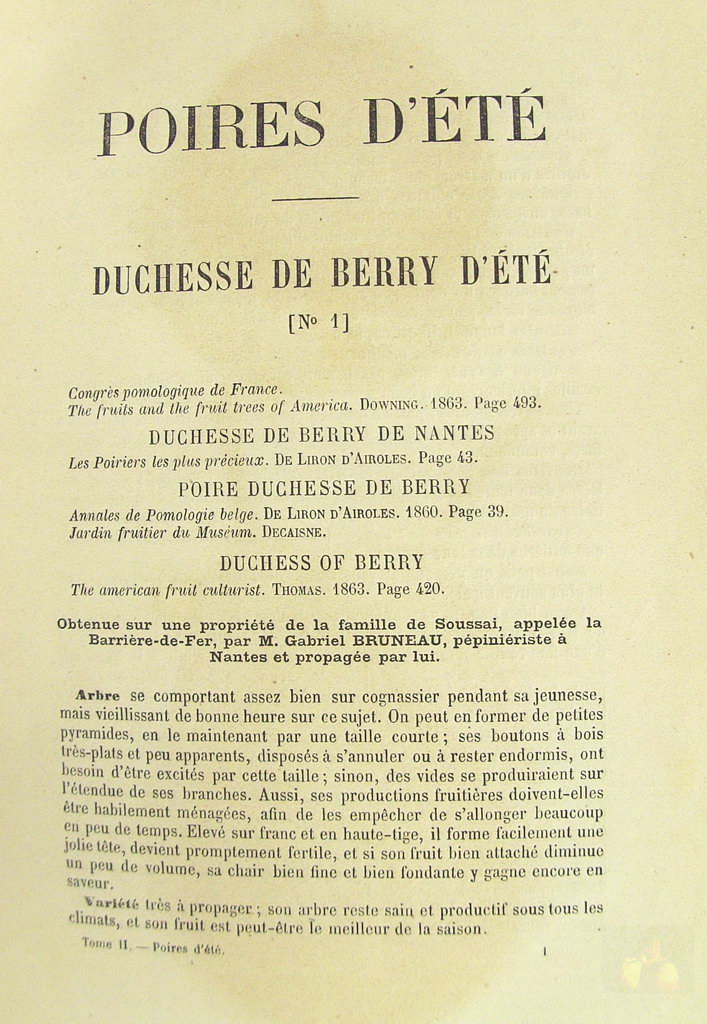 POIRES D'ÉTÉ
DUCHESSE DE BERRY D'ÉTÉ
[No 1]
Congrès pomologique de France.
The fruits and the fruit trees of America. DOWNING. 1863. Page 493.
DUCHESSE DE BERRY DE NANTES
Les Poiriers les plus précieux. DE LIRON D'AIROLES. Page 43.
POIRE DUCHESSE DE BERRY
Annales de Pomologie belge. DE LIRON D'AIROLES. 1860. Page 39.
Jardin fruitier du Muséum. DECAISNE.
DUCHESS OF BERRY
The american fruit culturist. THOMAS. 1863. Page 420.
Obtenue sur une propriété de la famille de Soussai, appelée la
Barrière-de-Fer, par M. Gabriel BRUNEAU, pépiniériste à
Nantes et propagée par lui.
Arbre se comportant assez bien sur cognassier pendant sa jeunesse,
mais vieillissant de bonne heure sur ce sujet. On peut en former de petites
pyramides, en le maintenant par une taille courte ; ses boutons à bois
très-plats et peu apparents, disposés à s'annuler ou à rester endormis, ont
besoin d'être excités par cette taille ; sinon, des vides se produiraient sur
l'étendue de ses branches. Aussi, ses productions fruitières doivent-elles
être habilement ménagées, afin de les empêcher de s'allonger beaucoup
en peu de temps. Elevé sur franc et en haute-tige, il forme facilement une
jolie tête, devient promptement fertile, et si son fruit bien attaché diminue
un peu de volume, sa chair bien fine et bien fondante y gagne encore en
saveur.
Variété très à propager ; son arbre reste sain et productif sous tous les
climats, et son fruit est peut-être le meilleur de la saison.
Tome II. — Poires d'été. 1